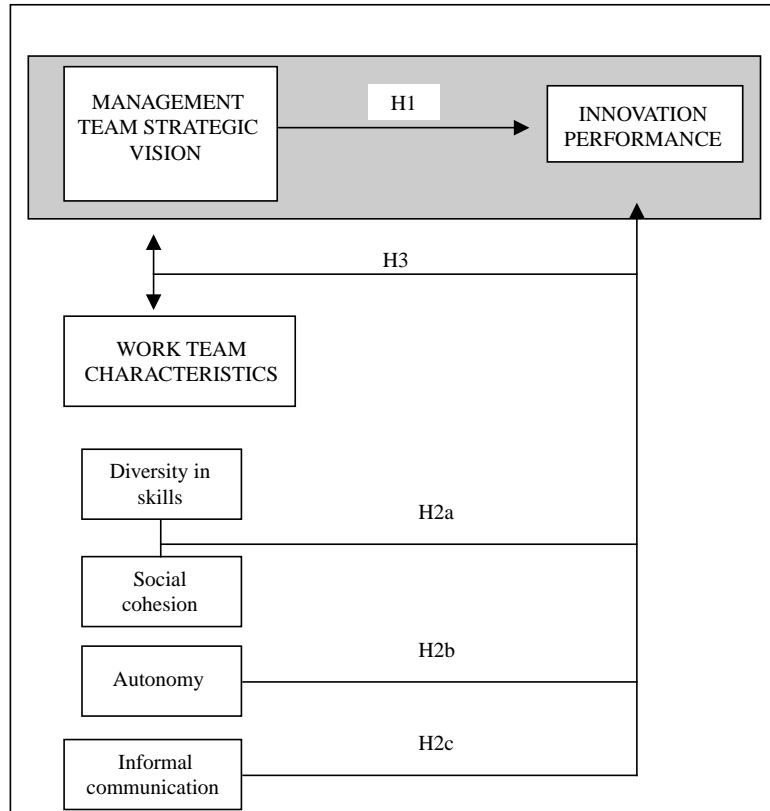 MANAGEMENT
TEAM STRATEGIC
VISION
H1
INNOVATION
PERFORMANCE
H3
WORK TEAM
CHARACTERISTICS
Diversity in
skills
H2a
Social
cohesion
H2b
Autonomy
H2c
Informal
communication